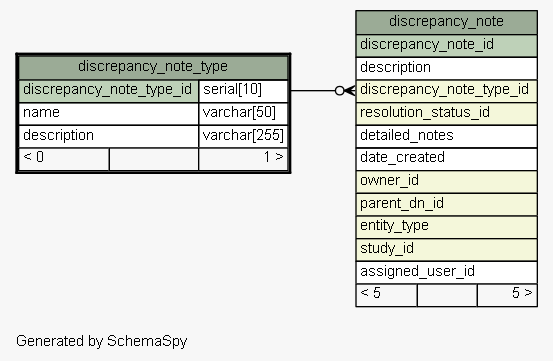 discrepancy_note_type
discrepancy_note_type_id serial[10]
name varchar[50]
description varchar[255]
< 0 1 >
discrepancy_note
discrepancy_note_id
description
discrepancy_note_type_id
resolution_status_id
detailed_notes
date_created
owner_id
parent_dn_id
entity_type
study_id
assigned_user_id
< 5 5 >
Generated by SchemaSpy